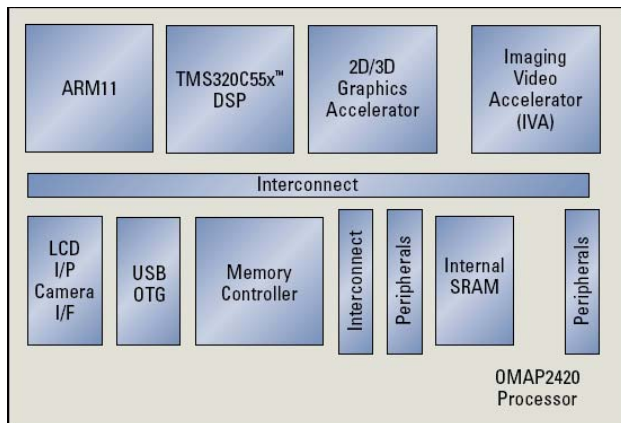 ARM11
TMS320C55x™
DSP
2D/3D
Graphics
Accelerator
Imaging
Video
Accelerator
(IVA)
Interconnect
LCD
I/P
Camera
I/F
USB
OTG
Memory
Controller
Interconnect
Peripherals
Internal
SRAM
Peripherals
OMAP2420
Processor